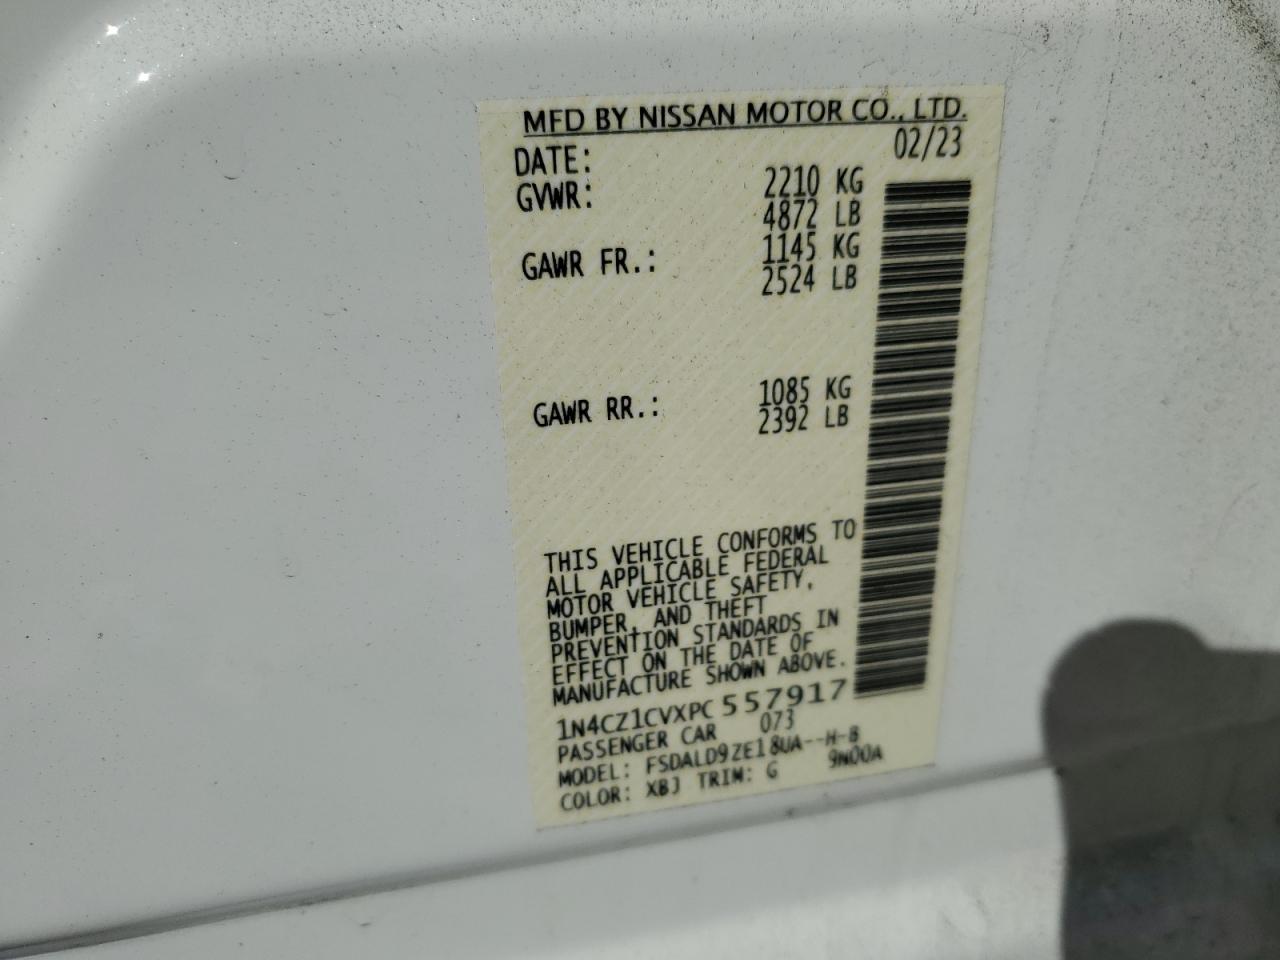 MFD BY NISSAN MOTOR CO., LTD.
DATE: 02/23
GVWR: 2210 KG
4872 LB
GAWR FR.: 1145 KG
2524 LB
GAWR RR.: 1085 KG
2392 LB
THIS VEHICLE CONFORMS TO
ALL APPLICABLE FEDERAL
MOTOR VEHICLE SAFETY,
BUMPER, AND THEFT
PREVENTION STANDARDS IN
EFFECT ON THE DATE OF
MANUFACTURE SHOWN ABOVE.
1N4CZ1CVXPC557917
PASSENGER CAR 073
MODEL: FSDALD9ZE18UA--H-B
COLOR: XBJ TRIM: G 9N00A